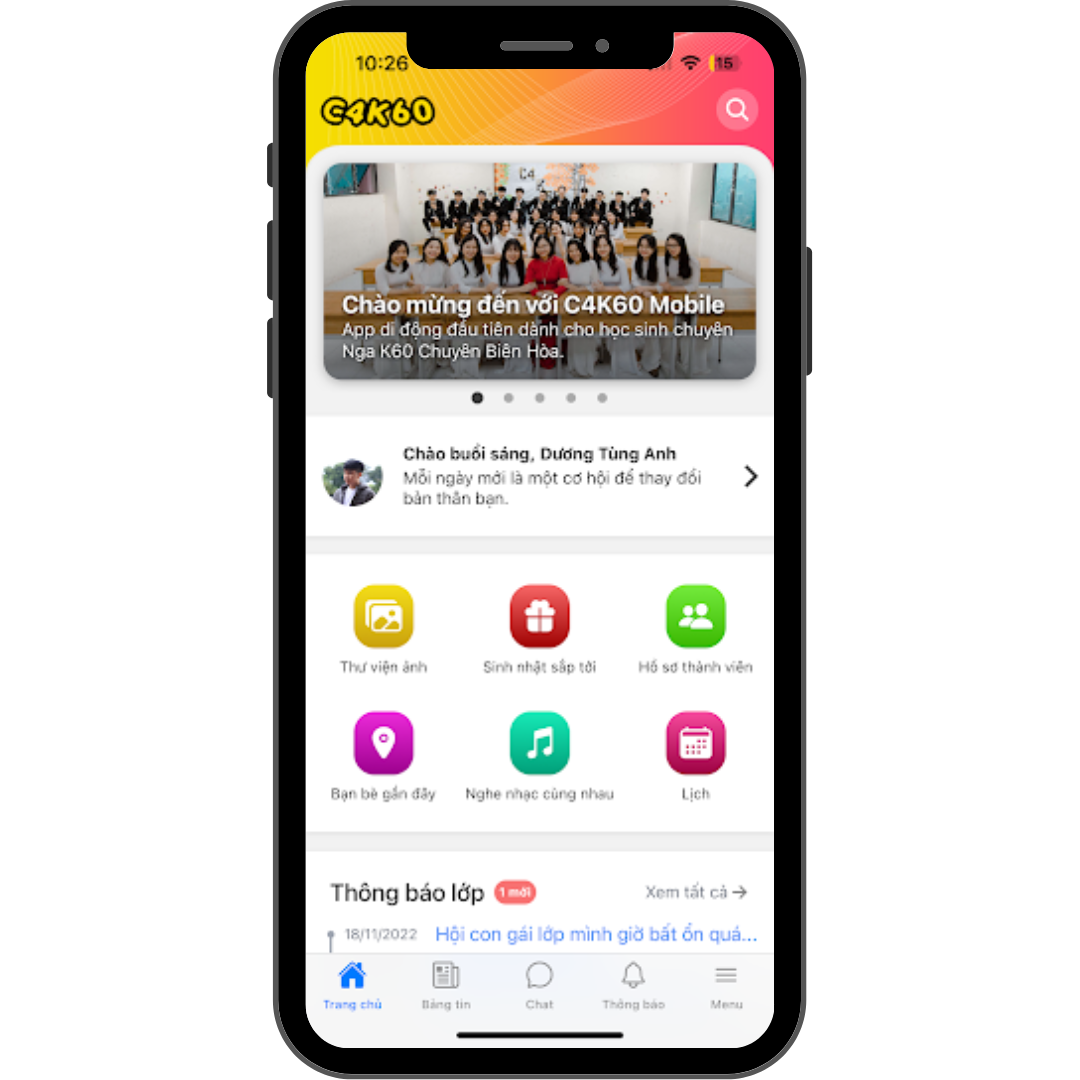 10:26
15
C4K60
C4
Chào mừng đến với C4K60 Mobile
App di động đầu tiên dành cho học sinh chuyên
Nga K60 Chuyên Biên Hòa.
Chào buổi sáng, Dương Tùng Anh
Mỗi ngày mới là một cơ hội để thay đổi
bản thân bạn.
Thư viện ảnh
Sinh nhật sắp tới
Hồ sơ thành viên
Bạn bè gần đây
Nghe nhạc cùng nhau
Lịch
Thông báo lớp
1 mới
Xem tất cả →
18/11/2022
Hội con gái lớp mình giờ bất ổn quá...
Trang chủ
Bảng tin
Chat
Thông báo
Menu